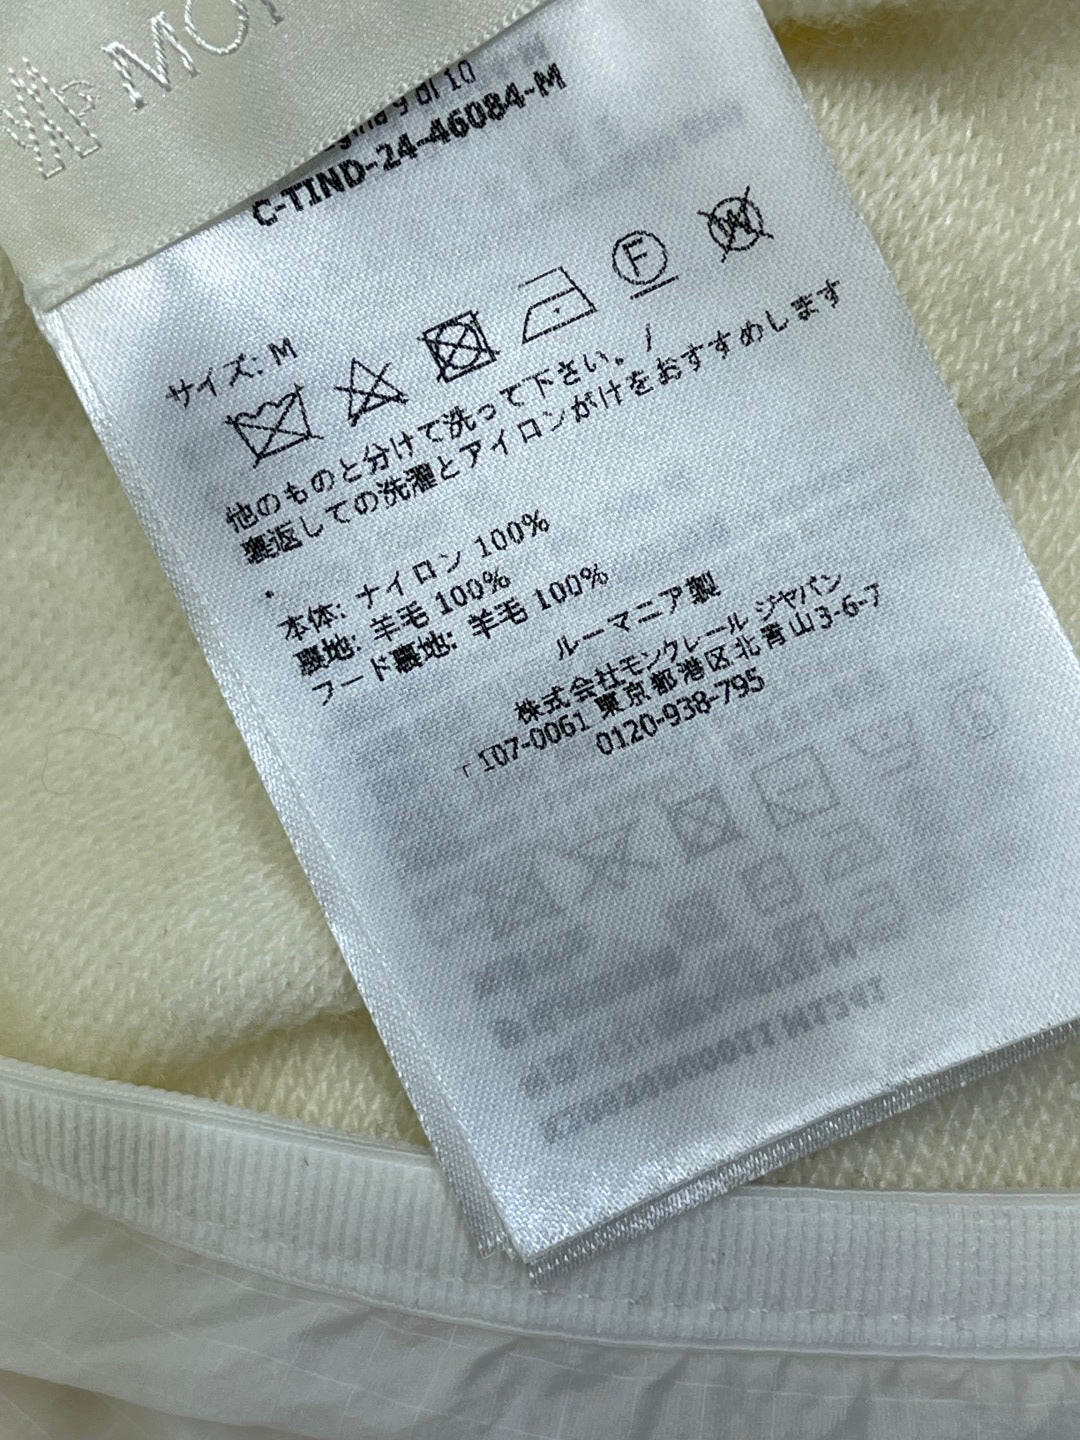 MO
9 of 10
C-TIND-24-46084-M
サイズ: M
F
W
他のものと分けて洗って下さい。 /
裏返しての洗濯とアイロンがけをおすすめします
.
本体: ナイロン 100%
裏地: 羊毛 100%
フード裏地: 羊毛 100%
ルーマニア製
株式会社モンクレール ジャパン
107-0061 東京都港区北青山3-6-7
0120-938-795